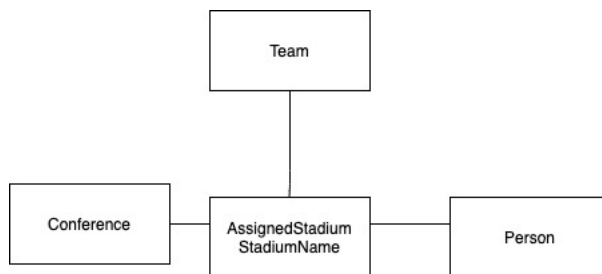 Team
Conference
AssignedStadium
StadiumName
Person